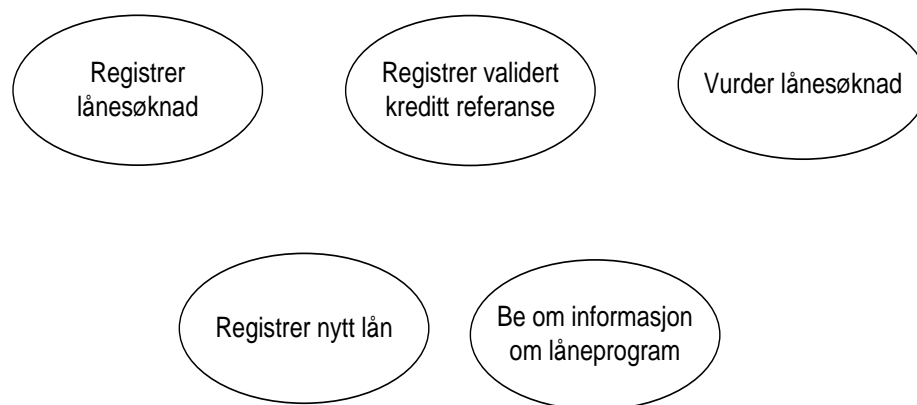 Registrer
lånesøknad
Registrer validert
kreditt referanse
Vurder lånesøknad
Registrer nytt lån
Be om informasjon
om låneprogram